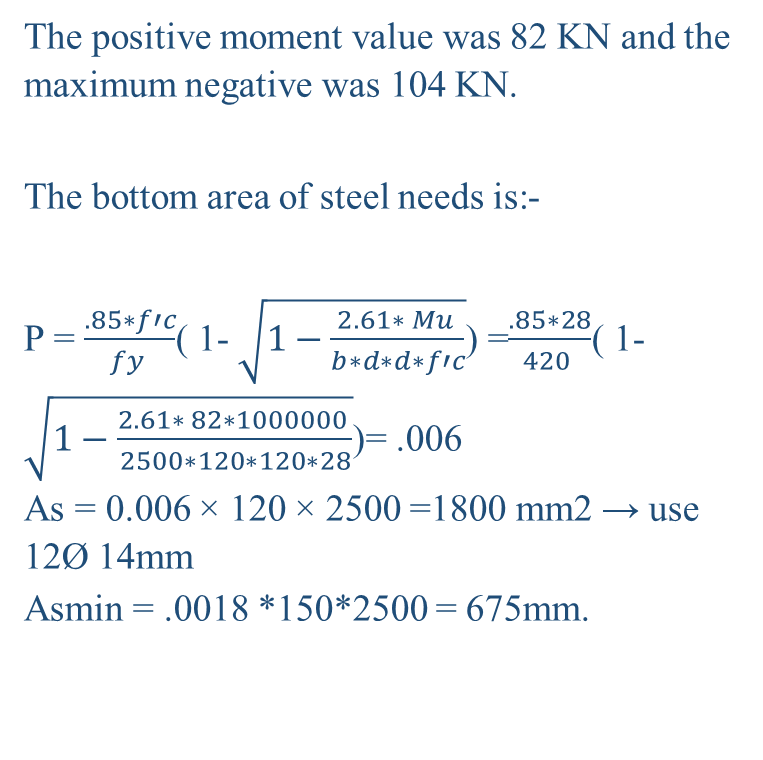 The positive moment value was 82 KN and the
maximum negative was 104 KN.
The bottom area of steel needs is:-
P = .85*f′c/fy ( 1- √(1 − 2.61* Mu/b*d*d*f′c) ) = .85*28/420 ( 1-
√(1 − 2.61* 82*1000000/2500*120*120*28) )= .006
As = 0.006 × 120 × 2500 =1800 mm2 → use
12Ø 14mm
Asmin = .0018 *150*2500 = 675mm.